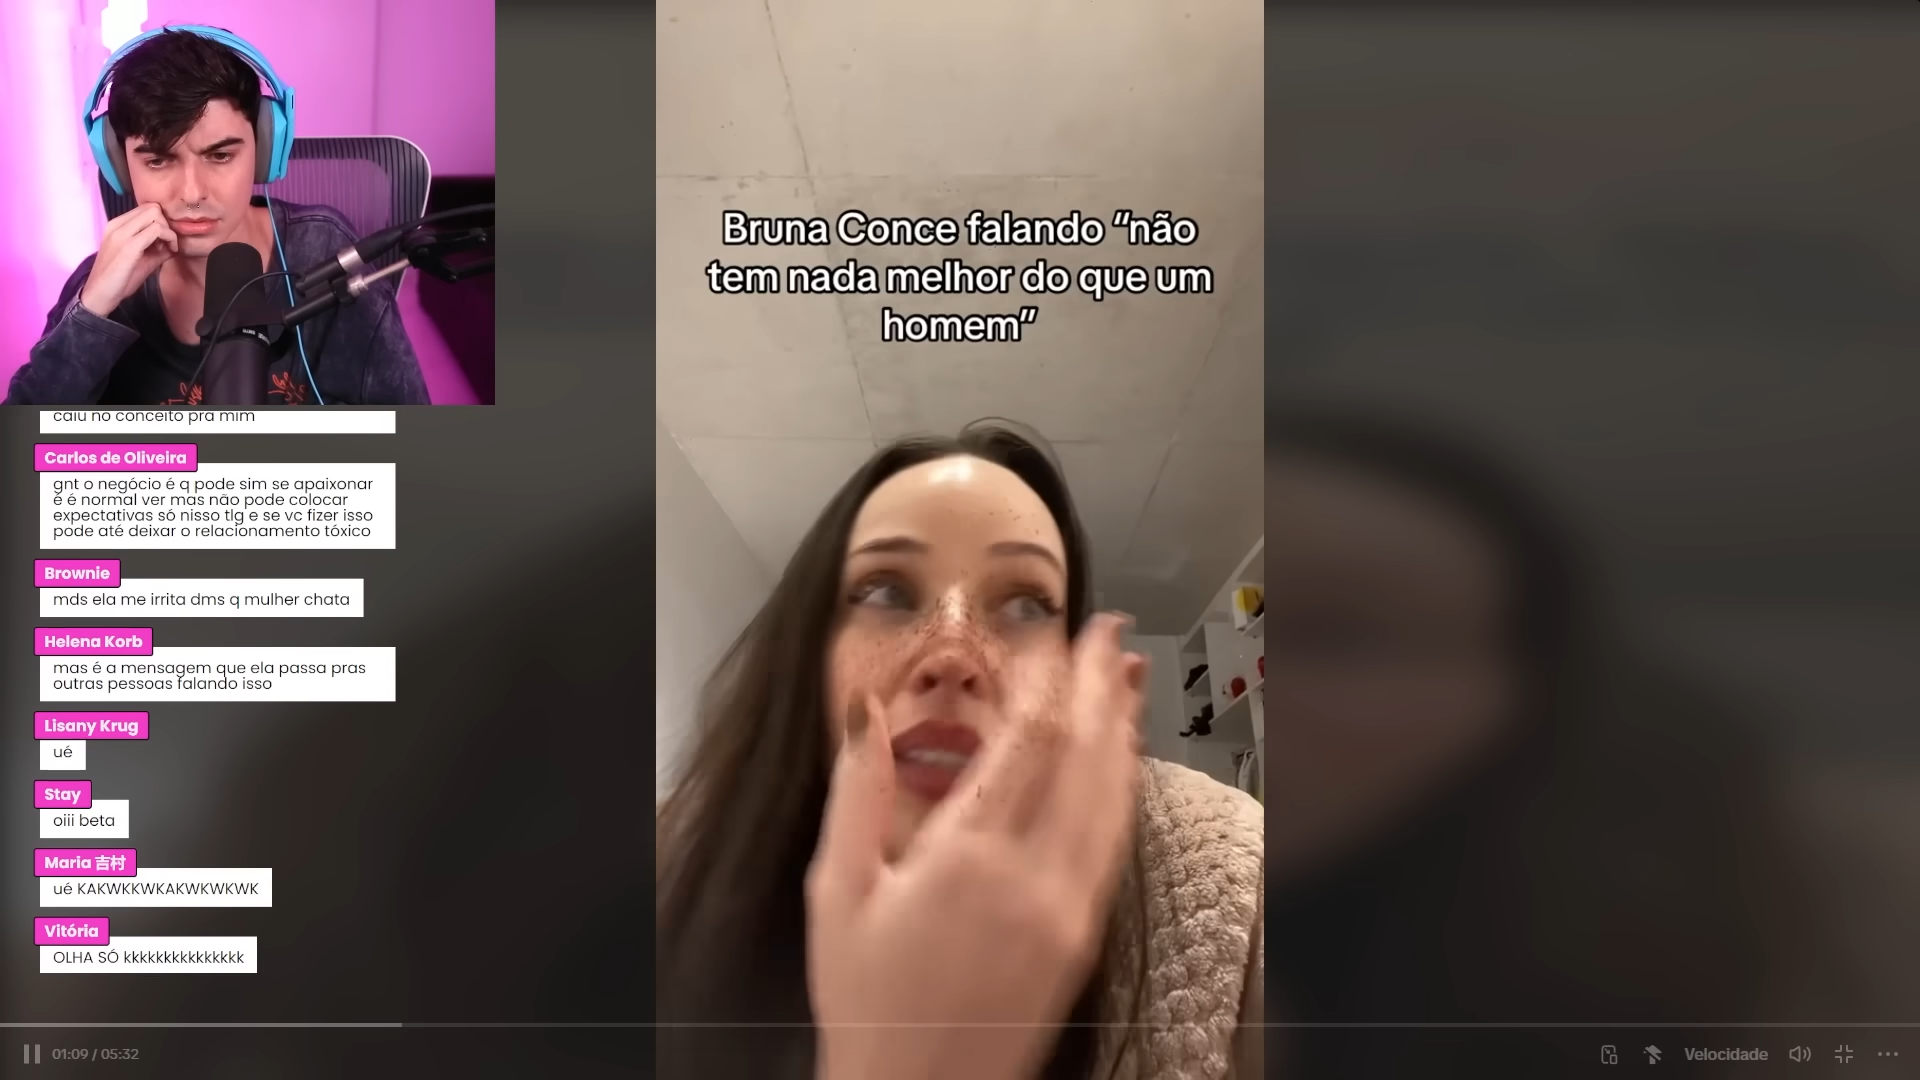 Bruna Conce falando “não
tem nada melhor do que um
homem”
caiu no conceito pra mim
Carlos de Oliveira
gnt o negócio é q pode sim se apaixonar
é é normal ver mas não pode colocar
expectativas só nisso tlg e se vc fizer isso
pode até deixar o relacionamento tóxico
Brownie
mds ela me irrita dms q mulher chata
Helena Korb
mas é a mensagem que ela passa pras
outras pessoas falando isso
Lisany Krug
ué
Stay
oiii beta
Maria 吉村
ué KAKWKKWKAKWKWKWK
Vitória
OLHA SÓ kkkkkkkkkkkkkkk
01:09 / 05:32
Velocidade